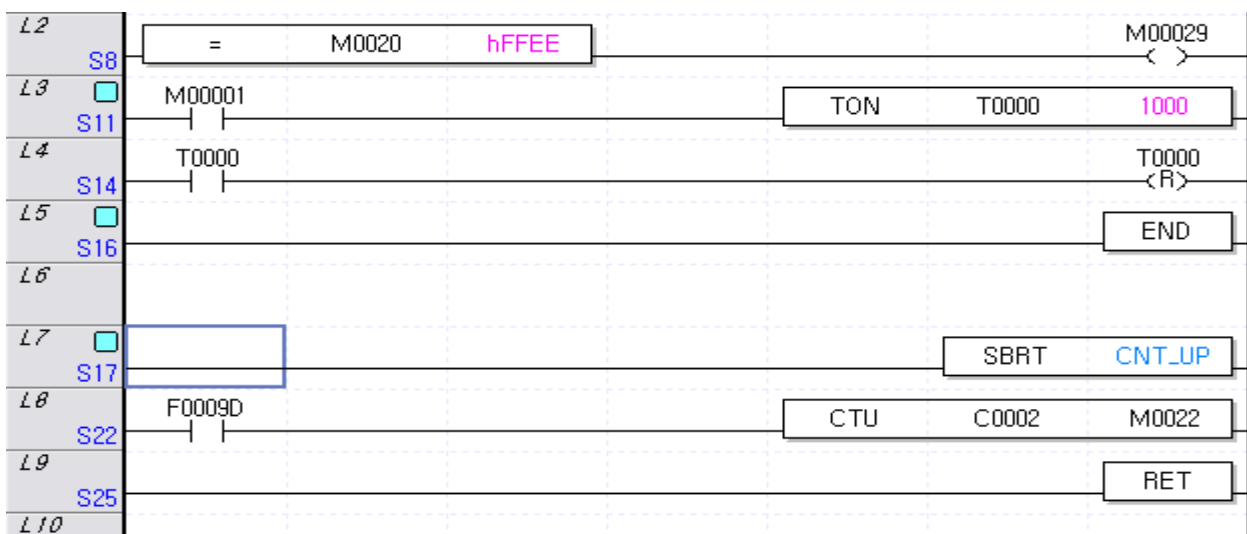 L2
S8
= M0020 hFFEE
M00029
L3
S11
M00001
TON T0000 1000
L4
S14
T0000
T0000
R
L5
S16
END
L6
L7
S17
SBRT CNT_UP
L8
S22
F0009D
CTU C0002 M0022
L9
S25
RET
L10